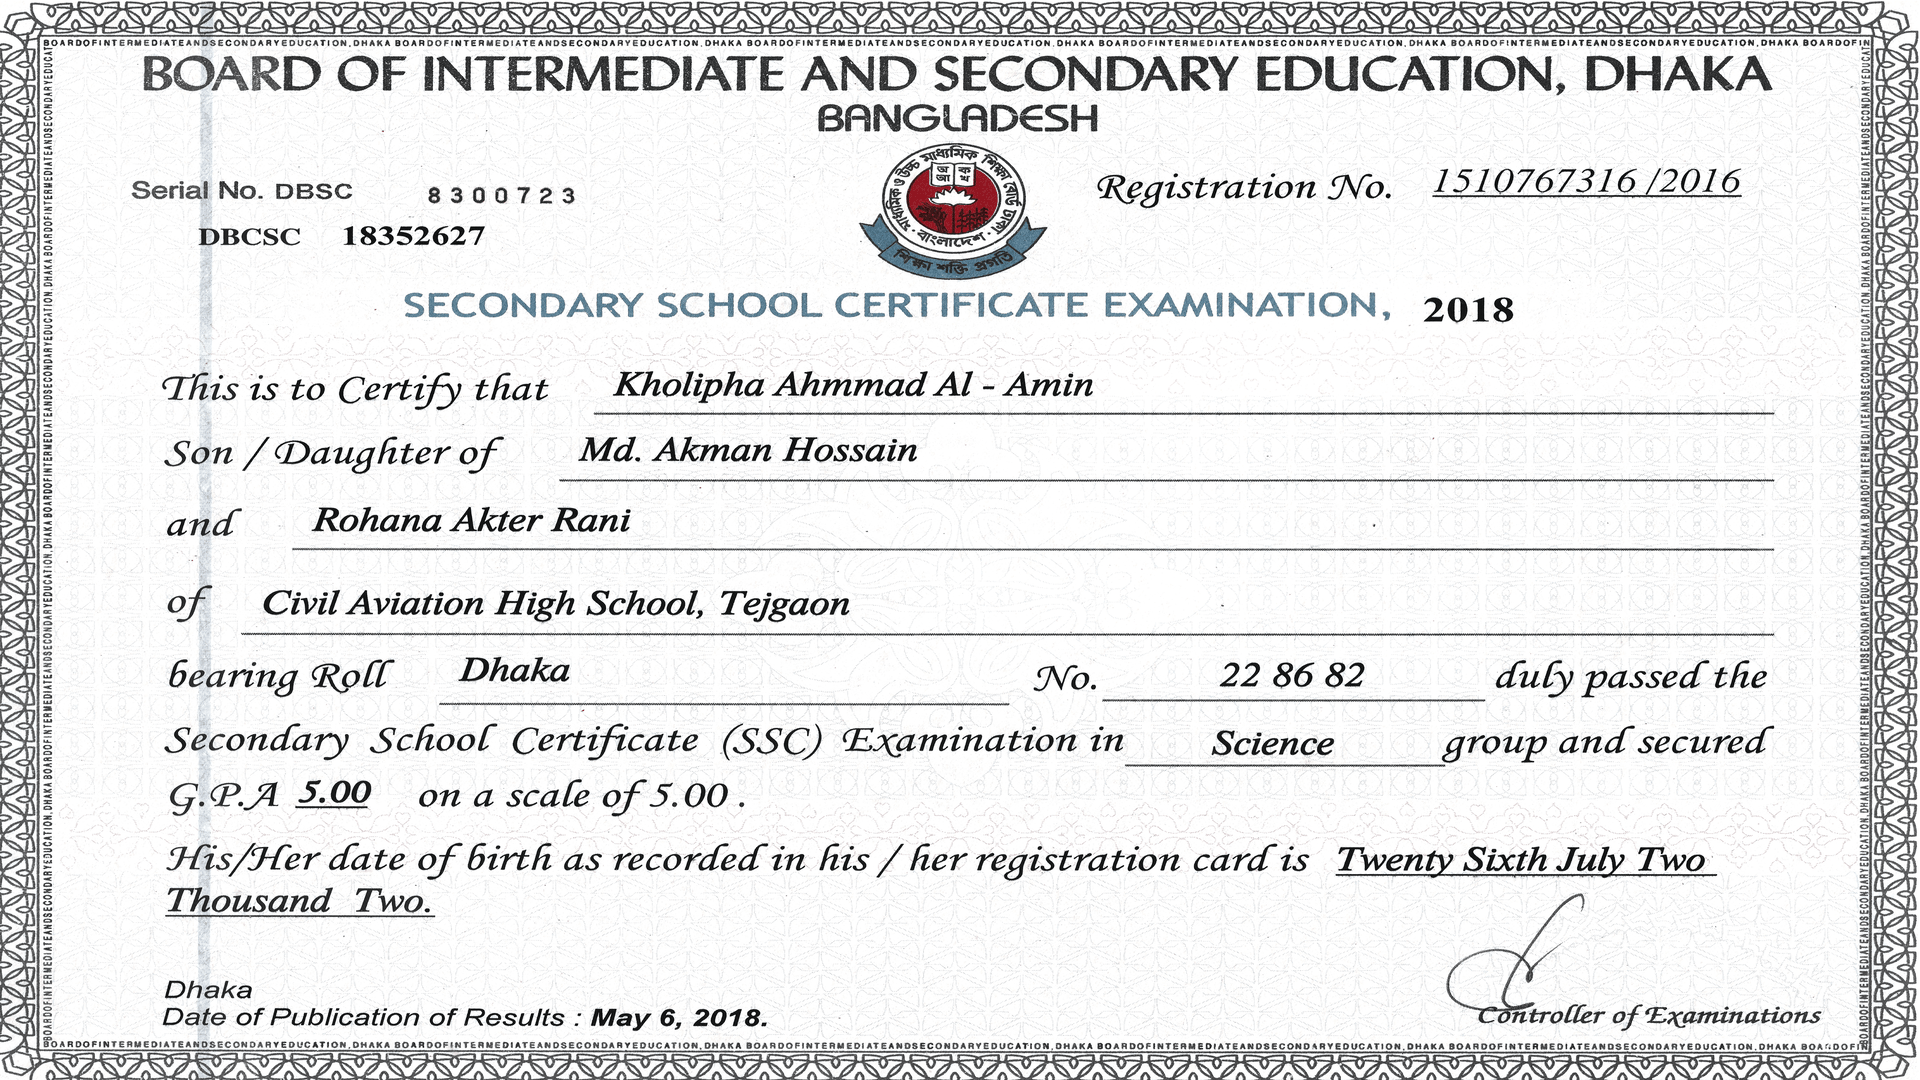 BOARDOFINTERMEDIATEANDSECONDARYEDUCATION,DHAKA BOARDOFINTERMEDIATEANDSECONDARYEDUCATION,DHAKA BOARDOFINTERMEDIATEANDSECONDARYEDUCATION,DHAKA BOARDOFINTERMEDIATEANDSECONDARYEDUCATION,DHAKA BOARDOFIN
BOARD OF INTERMEDIATE AND SECONDARY EDUCATION, DHAKA
BANGLADESH
মাধ্যমিক ও উচ্চ মাধ্যমিক শিক্ষা বোর্ড ঢাকা
অ ক
আ খ
বাংলাদেশ
শিক্ষা শক্তি প্রগতি
Serial No. DBSC 8300723
Registration No. 1510767316 /2016
DBCSC 18352627
SECONDARY SCHOOL CERTIFICATE EXAMINATION, 2018
This is to Certify that Kholipha Ahmmad Al - Amin
Son / Daughter of Md. Akman Hossain
and Rohana Akter Rani
of Civil Aviation High School, Tejgaon
bearing Roll Dhaka No. 22 86 82 duly passed the
Secondary School Certificate (SSC) Examination in Science group and secured
G.P.A 5.00 on a scale of 5.00 .
His/Her date of birth as recorded in his / her registration card is Twenty Sixth July Two
Thousand Two.
Dhaka
Date of Publication of Results : May 6, 2018.
Controller of Examinations
BOARDOFINTERMEDIATEANDSECONDARYEDUCATION,DHAKA BOARDOFINTERMEDIATEANDSECONDARYEDUCATION,DHAKA BOARDOFINTERMEDIATEANDSECONDARYEDUCATION,DHAKA BOARDOFINTERMEDIATEANDSECONDARYEDUCATION,DHAKA